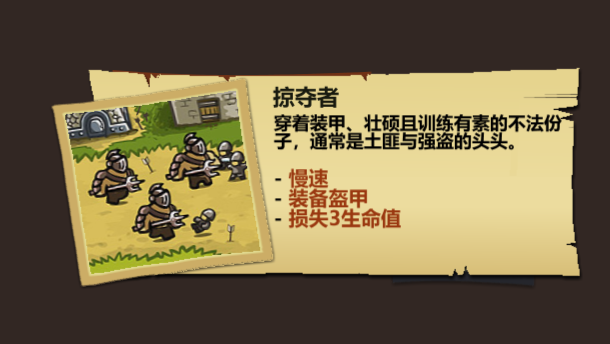 掠夺者
穿着装甲、壮硕且训练有素的不法份
子，通常是土匪与强盗的头头。
- 慢速
- 装备盔甲
- 损失3生命值